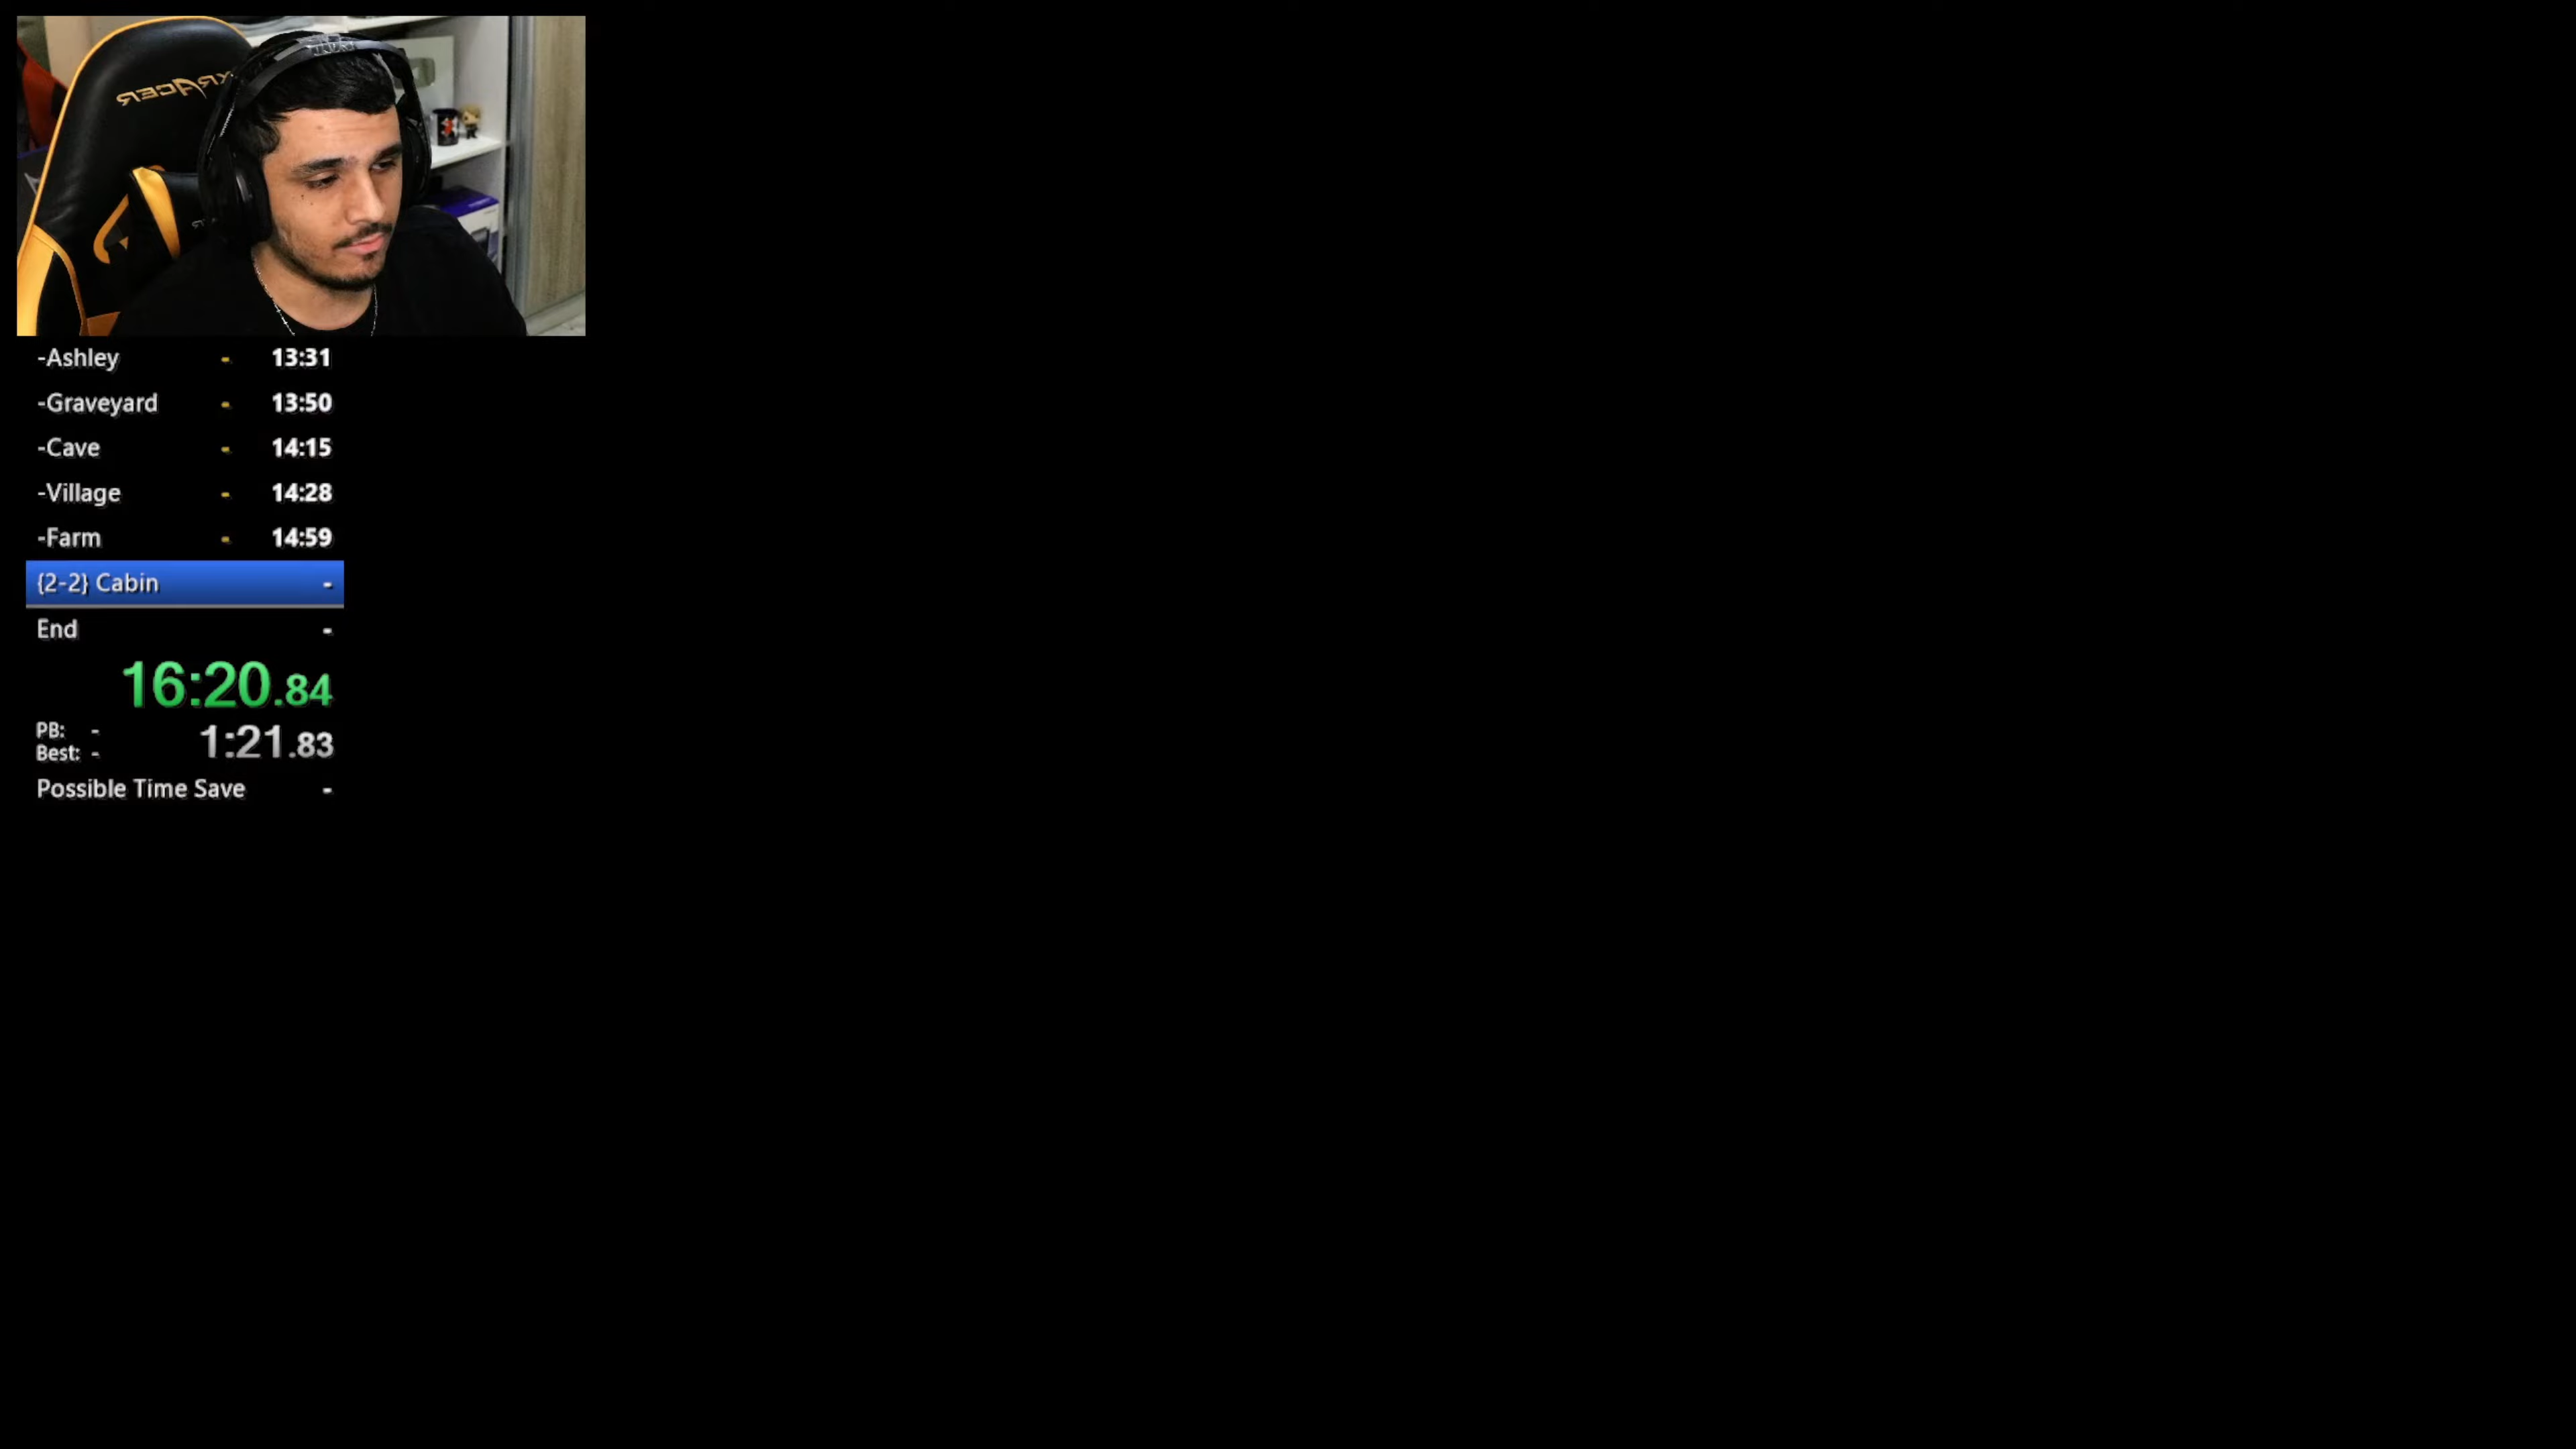 -Ashley - 13:31
-Graveyard - 13:50
-Cave - 14:15
-Village - 14:28
-Farm - 14:59
{2-2} Cabin -
End -
16:20.84
PB: -
Best: -
1:21.83
Possible Time Save -